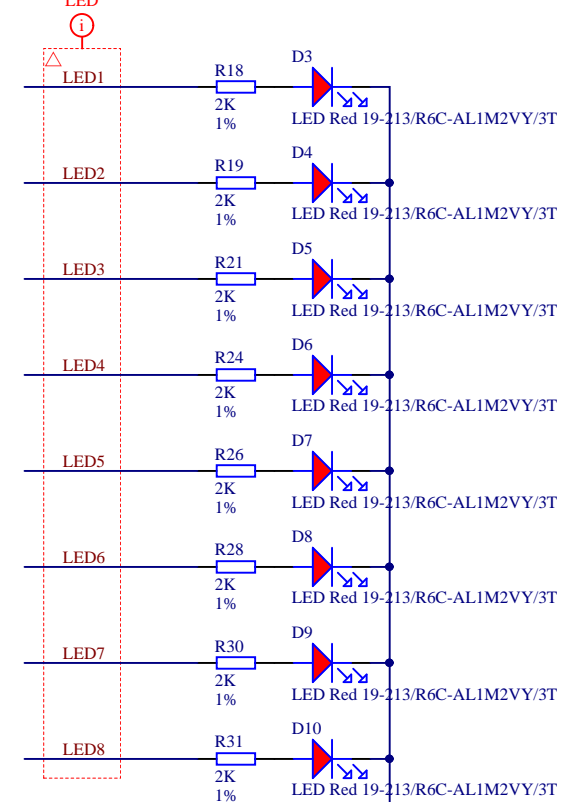 LED
i
LED1
R18
2K
1%
D3
LED Red 19-213/R6C-AL1M2VY/3T
LED2
R19
2K
1%
D4
LED Red 19-213/R6C-AL1M2VY/3T
LED3
R21
2K
1%
D5
LED Red 19-213/R6C-AL1M2VY/3T
LED4
R24
2K
1%
D6
LED Red 19-213/R6C-AL1M2VY/3T
LED5
R26
2K
1%
D7
LED Red 19-213/R6C-AL1M2VY/3T
LED6
R28
2K
1%
D8
LED Red 19-213/R6C-AL1M2VY/3T
LED7
R30
2K
1%
D9
LED Red 19-213/R6C-AL1M2VY/3T
LED8
R31
2K
1%
D10
LED Red 19-213/R6C-AL1M2VY/3T